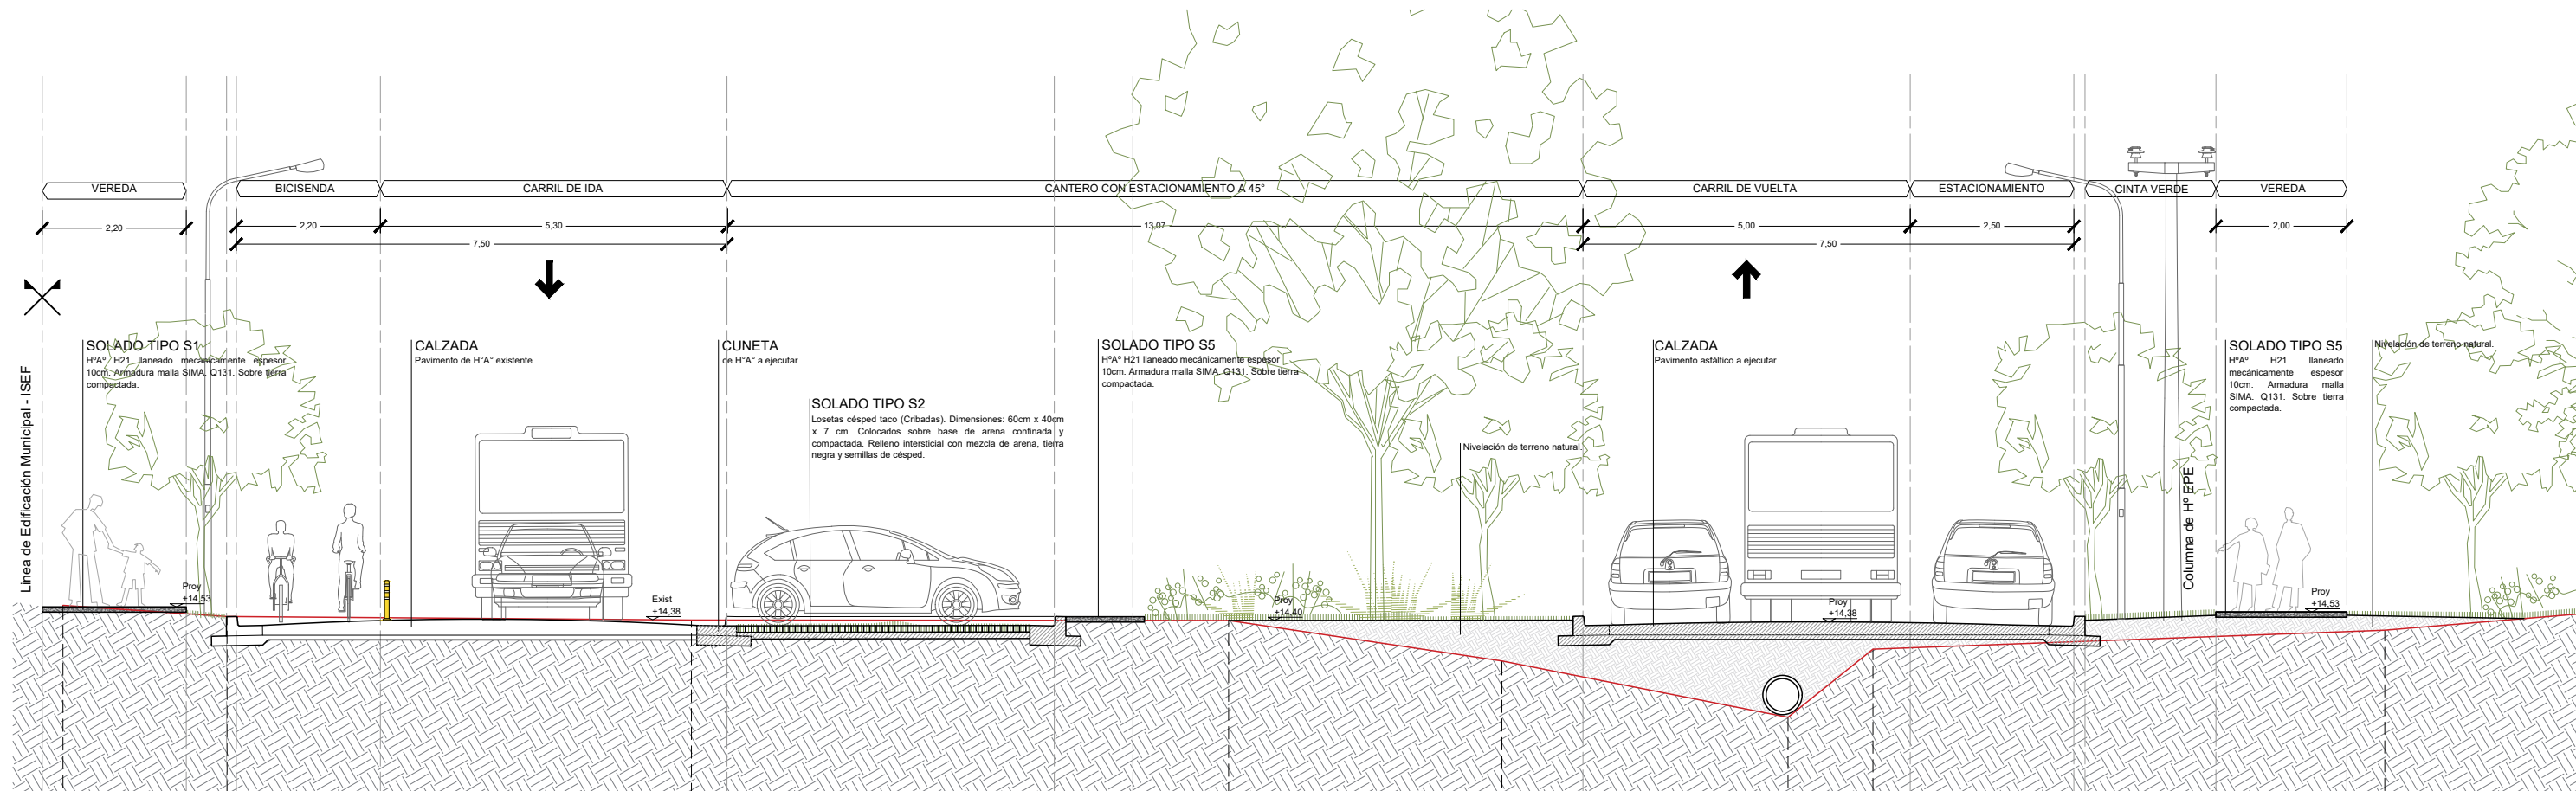 VEREDA
BICISENDA
CARRIL DE IDA
CANTERO CON ESTACIONAMIENTO A 45°
CARRIL DE VUELTA
ESTACIONAMIENTO
CINTA VERDE
VEREDA
2,20
2,20
5,30
13,07
5,00
2,50
2,00
7,50
7,50
Línea de Edificación Municipal - ISEF
SOLADO TIPO S1
HºAº H21 llaneado mecánicamente espesor
10cm. Armadura malla SIMA. Q131. Sobre tierra
compactada.
CALZADA
Pavimento de H°A° existente.
CUNETA
de H°A° a ejecutar.
SOLADO TIPO S2
Losetas césped taco (Cribadas). Dimensiones: 60cm x 40cm
x 7 cm. Colocados sobre base de arena confinada y
compactada. Relleno intersticial con mezcla de arena, tierra
negra y semillas de césped.
SOLADO TIPO S5
HºAº H21 llaneado mecánicamente espesor
10cm. Armadura malla SIMA. Q131. Sobre tierra
compactada.
Nivelación de terreno natural.
CALZADA
Pavimento asfáltico a ejecutar
Columna de Hº EPE
SOLADO TIPO S5
HºAº H21 llaneado
mecánicamente espesor
10cm. Armadura malla
SIMA. Q131. Sobre tierra
compactada.
Nivelación de terreno natural.
Proy
+14,53
Exist
+14,38
Proy
+14,40
Proy
+14,38
Proy
+14,53